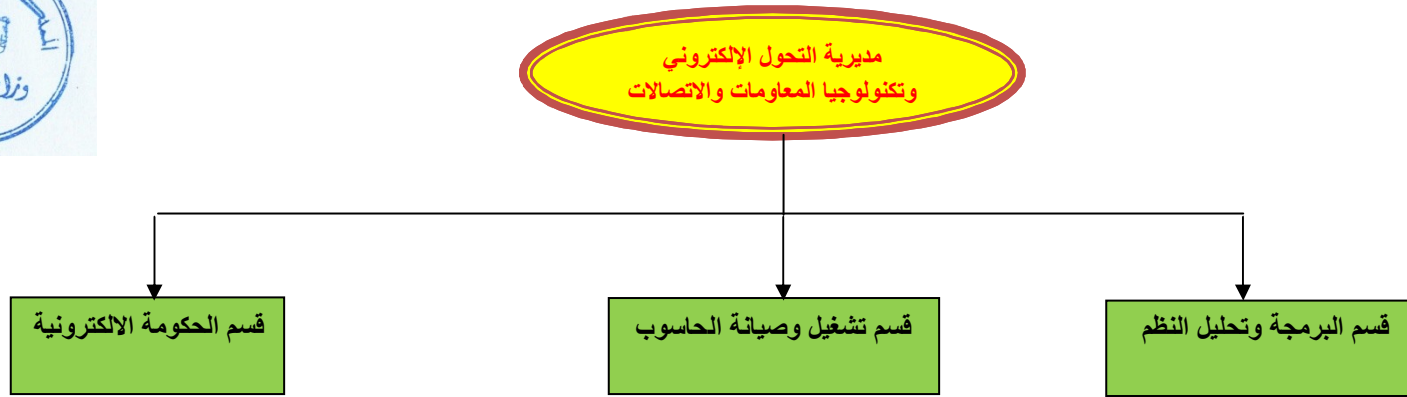 مديرية التحول الإلكتروني
وتكنولوجيا المعاومات والاتصالات
قسم البرمجة وتحليل النظم
قسم تشغيل وصيانة الحاسوب
قسم الحكومة الالكترونية